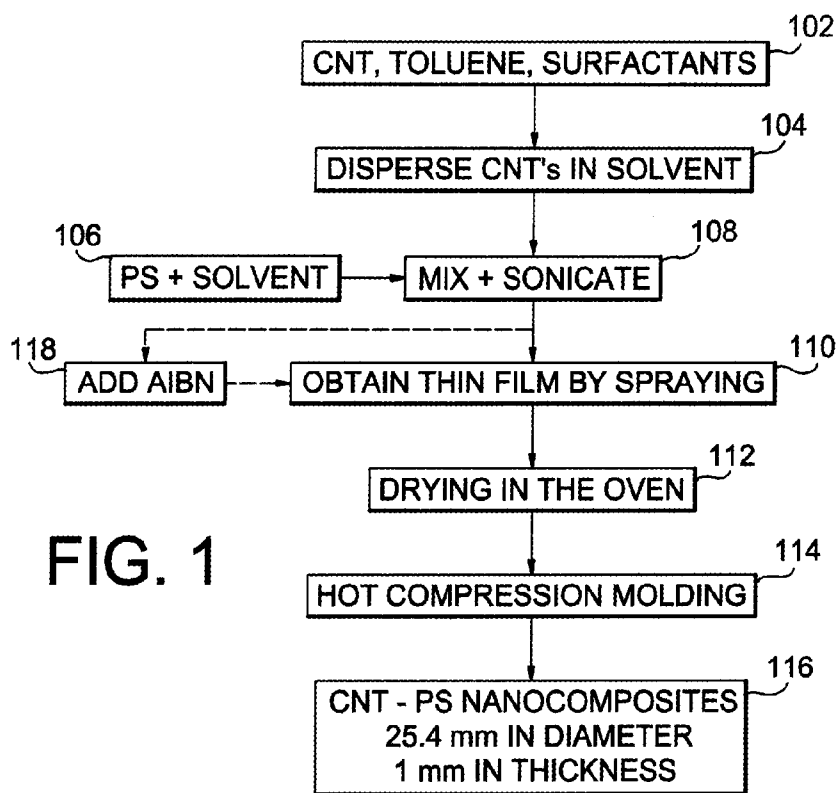 102
CNT, TOLUENE, SURFACTANTS
104
DISPERSE CNT's IN SOLVENT
106
PS + SOLVENT
108
MIX + SONICATE
118
ADD AIBN
110
OBTAIN THIN FILM BY SPRAYING
112
DRYING IN THE OVEN
FIG. 1
114
HOT COMPRESSION MOLDING
116
CNT - PS NANOCOMPOSITES
25.4 mm IN DIAMETER
1 mm IN THICKNESS